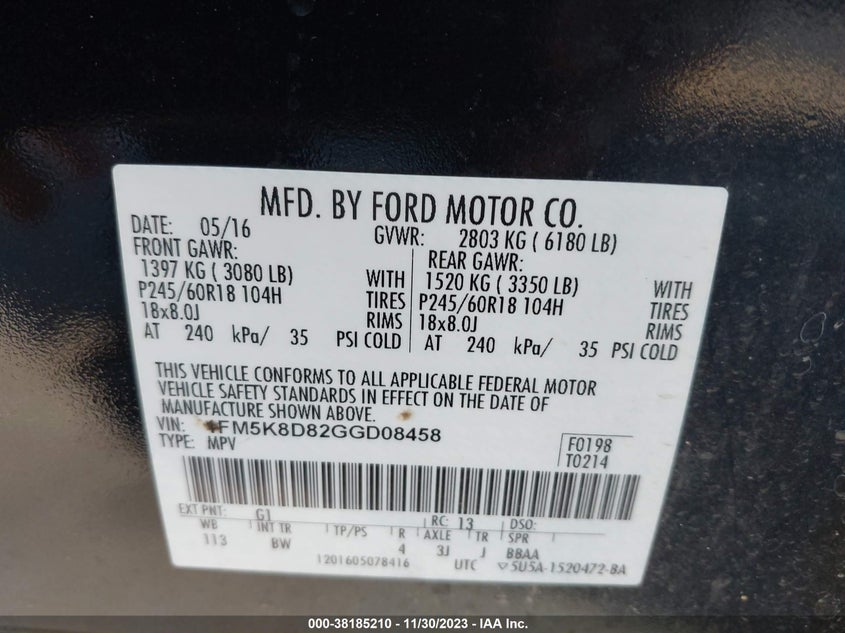 MFD. BY FORD MOTOR CO.
DATE: 05/16 GVWR: 2803 KG ( 6180 LB)
FRONT GAWR: REAR GAWR:
1397 KG ( 3080 LB) WITH 1520 KG ( 3350 LB) WITH
P245/60R18 104H TIRES P245/60R18 104H TIRES
18x8.0J RIMS 18x8.0J RIMS
AT 240 kPa/ 35 PSI COLD AT 240 kPa/ 35 PSI COLD
THIS VEHICLE CONFORMS TO ALL APPLICABLE FEDERAL MOTOR
VEHICLE SAFETY STANDARDS IN EFFECT ON THE DATE OF
MANUFACTURE SHOWN ABOVE.
VIN: 1FM5K8D82GGD08458 F0198
TYPE: MPV T0214
EXT PNT: G1 RC: 13 DSO:
WB INT TR TP/PS R AXLE TR SPR
113 BW 4 3J J BBAA
1201605078416 UTC ▽5U5A-1520472-BA
000-38185210 - 11/30/2023 - IAA Inc.